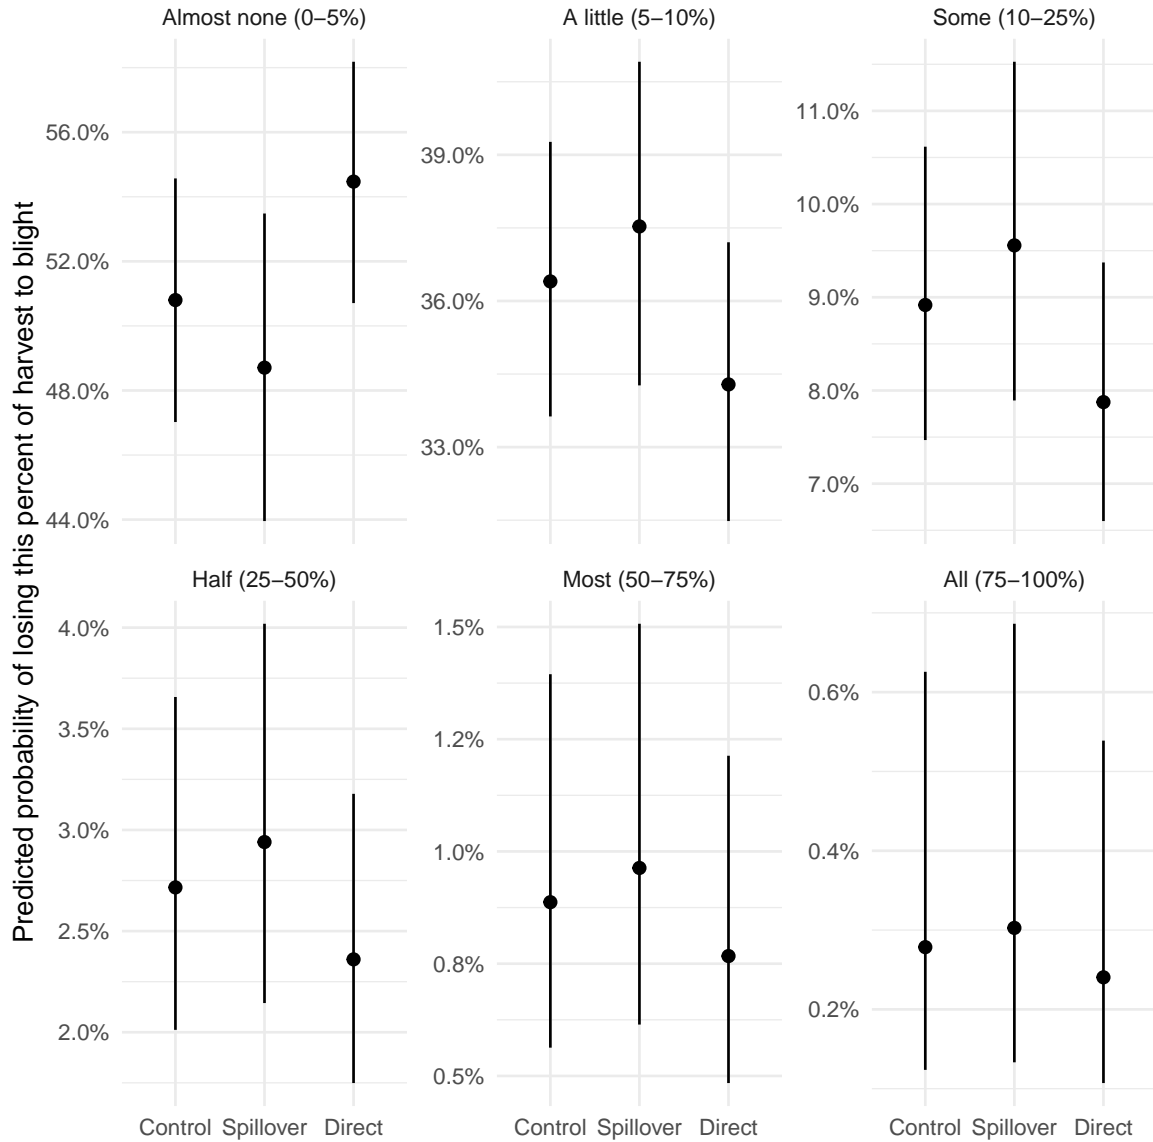 Predicted probability of losing this percent of harvest to blight
Almost none (0–5%)
56.0%
52.0%
48.0%
44.0%
A little (5–10%)
39.0%
36.0%
33.0%
Some (10–25%)
11.0%
10.0%
9.0%
8.0%
7.0%
Half (25–50%)
4.0%
3.5%
3.0%
2.5%
2.0%
Control Spillover Direct
Most (50–75%)
1.5%
1.2%
1.0%
0.8%
0.5%
Control Spillover Direct
All (75–100%)
0.6%
0.4%
0.2%
Control Spillover Direct